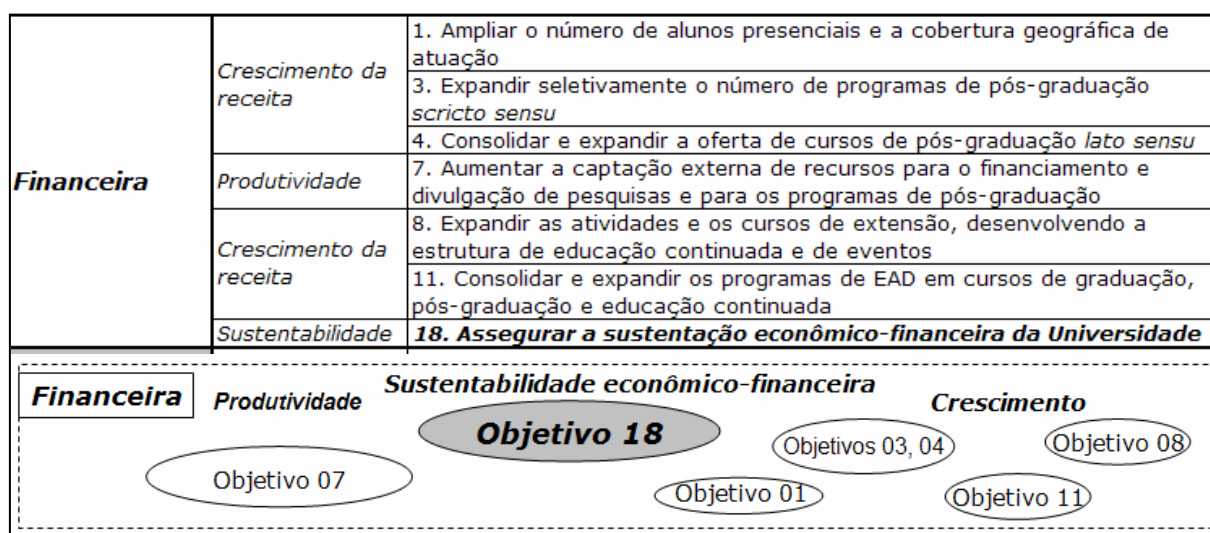 Financeira
Crescimento da
receita
1. Ampliar o número de alunos presenciais e a cobertura geográfica de
atuação
3. Expandir seletivamente o número de programas de pós-graduação
scricto sensu
4. Consolidar e expandir a oferta de cursos de pós-graduação lato sensu
Produtividade
7. Aumentar a captação externa de recursos para o financiamento e
divulgação de pesquisas e para os programas de pós-graduação
Crescimento da
receita
8. Expandir as atividades e os cursos de extensão, desenvolvendo a
estrutura de educação continuada e de eventos
11. Consolidar e expandir os programas de EAD em cursos de graduação,
pós-graduação e educação continuada
Sustentabilidade
18. Assegurar a sustentação econômico-financeira da Universidade
Financeira
Produtividade
Sustentabilidade econômico-financeira
Crescimento
Objetivo 18
Objetivos 03, 04
Objetivo 08
Objetivo 07
Objetivo 01
Objetivo 11